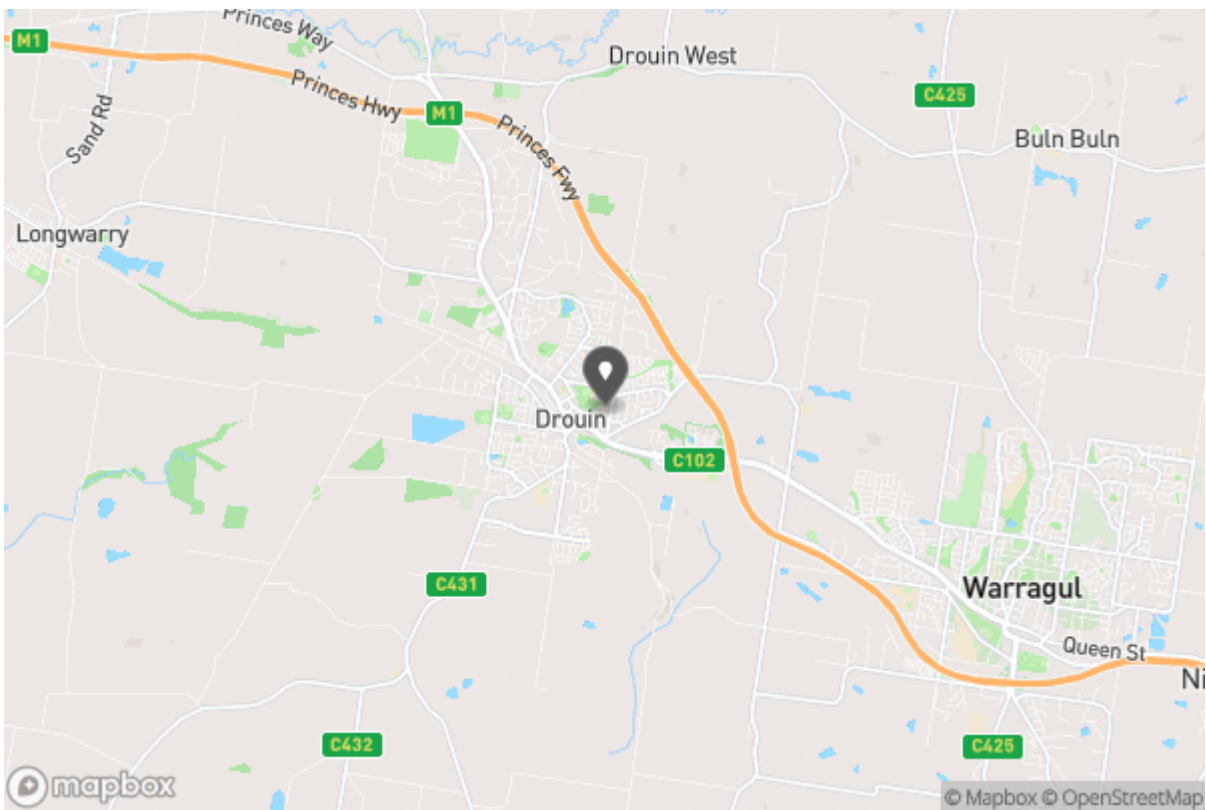 Princes Way
Drouin West
M1
C425
Princes Hwy
M1
Sand Rd
Princes Fwy
Buln Buln
Longwarry
Drouin
C102
C431
Warragul
Queen St
Ni
C432
C425
mapbox
© Mapbox © OpenStreetMap